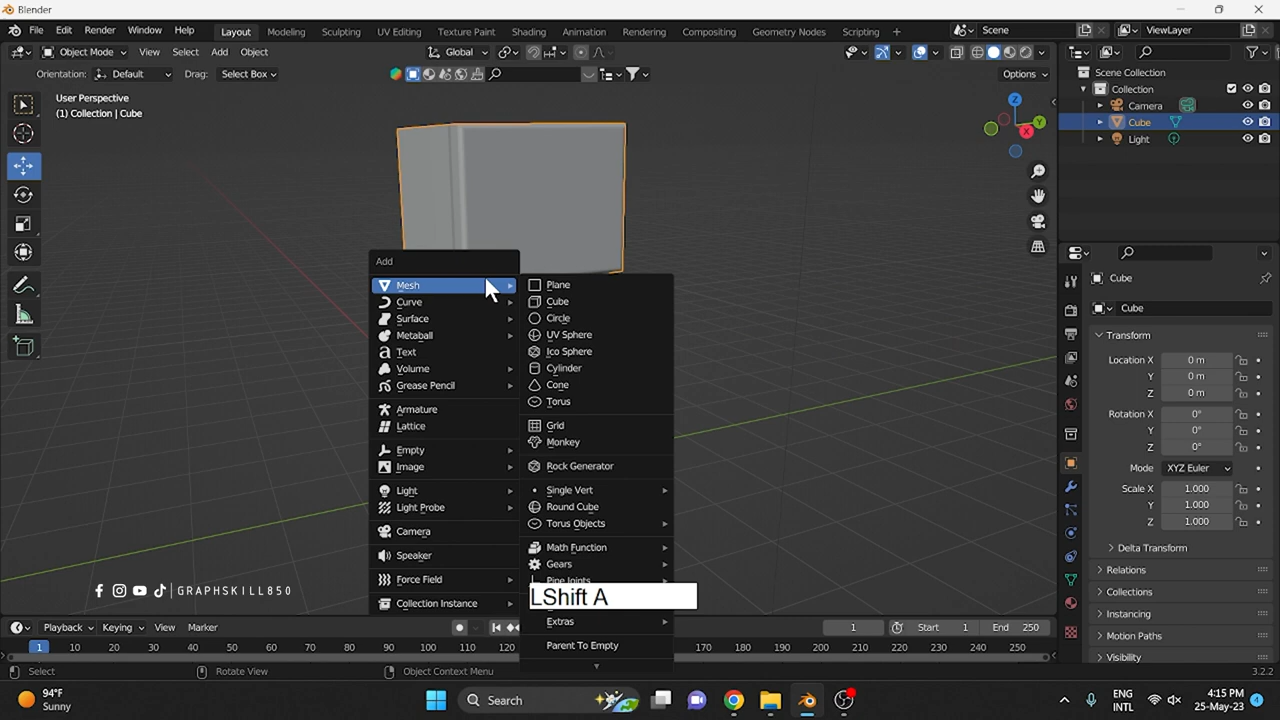 Blender
File Edit Render Window Help Layout Modeling Sculpting UV Editing Texture Paint Shading Animation Rendering Compositing Geometry Nodes Scripting + Scene ViewLayer
Object Mode View Select Add Object Global
Orientation: Default Drag: Select Box Options
User Perspective
(1) Collection | Cube
Z
Y
X
Scene Collection
Collection
Camera
Cube
Light
Add
Mesh
Curve
Surface
Metaball
Text
Volume
Grease Pencil
Armature
Lattice
Empty
Image
Light
Light Probe
Camera
Speaker
Force Field
Collection Instance
Plane
Cube
Circle
UV Sphere
Ico Sphere
Cylinder
Cone
Torus
Grid
Monkey
Rock Generator
Single Vert
Round Cube
Torus Objects
Math Function
Gears
Pipe Joints
LShift A
Extras
Parent To Empty
Cube
Cube
Transform
Location X 0 m
Y 0 m
Z 0 m
Rotation X 0°
Y 0°
Z 0°
Mode XYZ Euler
Scale X 1.000
Y 1.000
Z 1.000
Delta Transform
Relations
Collections
Instancing
Motion Paths
Visibility
GRAPHSKILL850
Playback Keying View Marker 1 Start 1 End 250
1 10 20 30 40 50 60 70 80 90 100 110 120 170 180 190 200 210 220 230 240 250
Select Rotate View Object Context Menu 3.2.2
94°F
Sunny
Search
ENG
INTL
4:15 PM
25-May-23
4